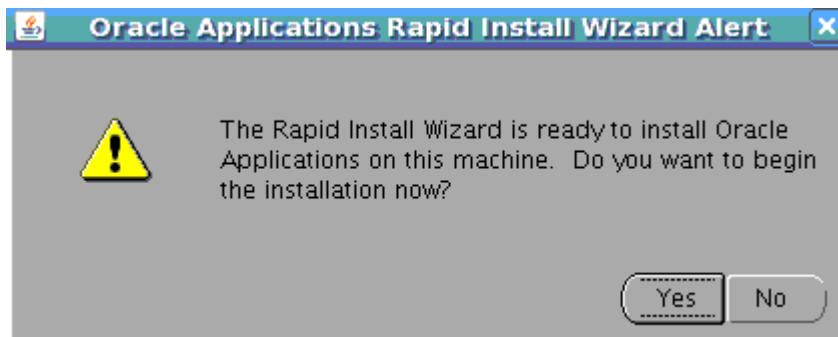 Oracle Applications Rapid Install Wizard Alert
The Rapid Install Wizard is ready to install Oracle
Applications on this machine. Do you want to begin
the installation now?
Yes No